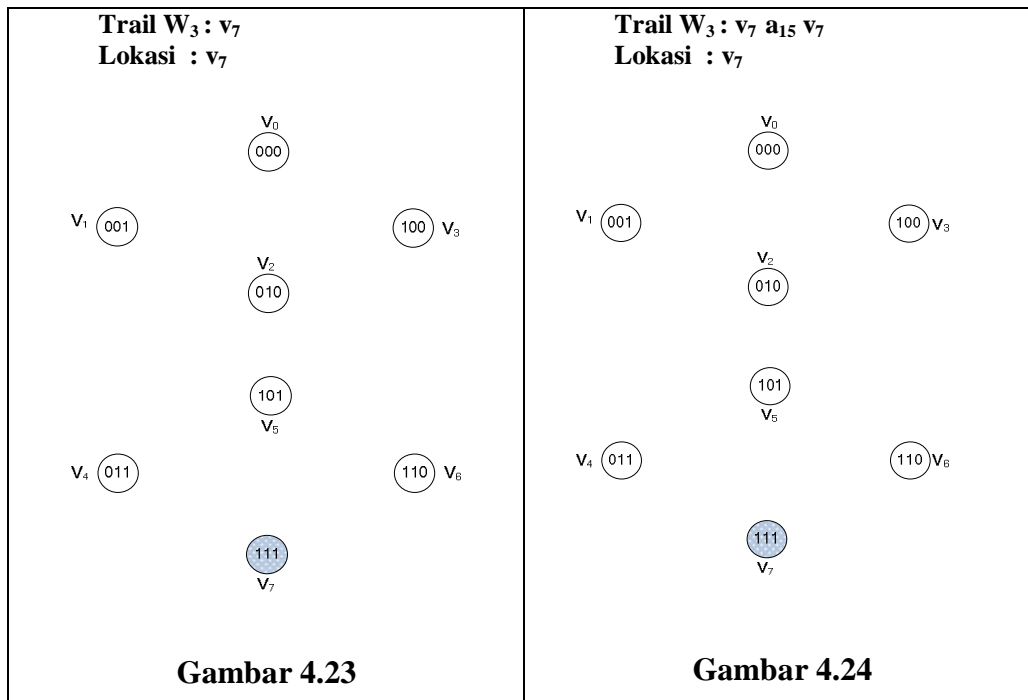 Trail W₃ : v₇
Lokasi : v₇
V₀
000
V₁ 001
100 V₃
V₂
010
101
V₅
V₄ 011
110 V₆
111
V₇
Gambar 4.23
Trail W₃ : v₇ a₁₅ v₇
Lokasi : v₇
V₀
000
V₁ 001
100 V₃
V₂
010
101
V₅
V₄ 011
110 V₆
111
V₇
Gambar 4.24